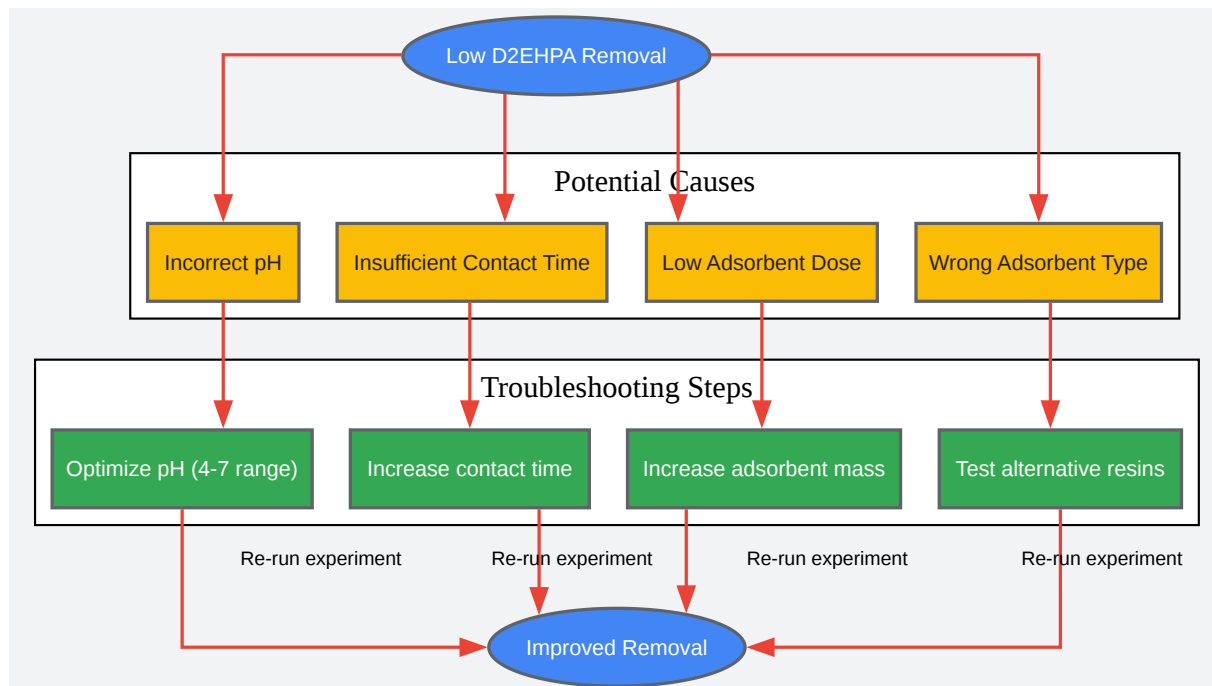 Low D2EHPA Removal
Potential Causes
Incorrect pH
Insufficient Contact Time
Low Adsorbent Dose
Wrong Adsorbent Type
Troubleshooting Steps
Optimize pH (4-7 range)
Increase contact time
Increase adsorbent mass
Test alternative resins
Re-run experiment
Re-run experiment
Re-run experiment
Re-run experiment
Improved Removal